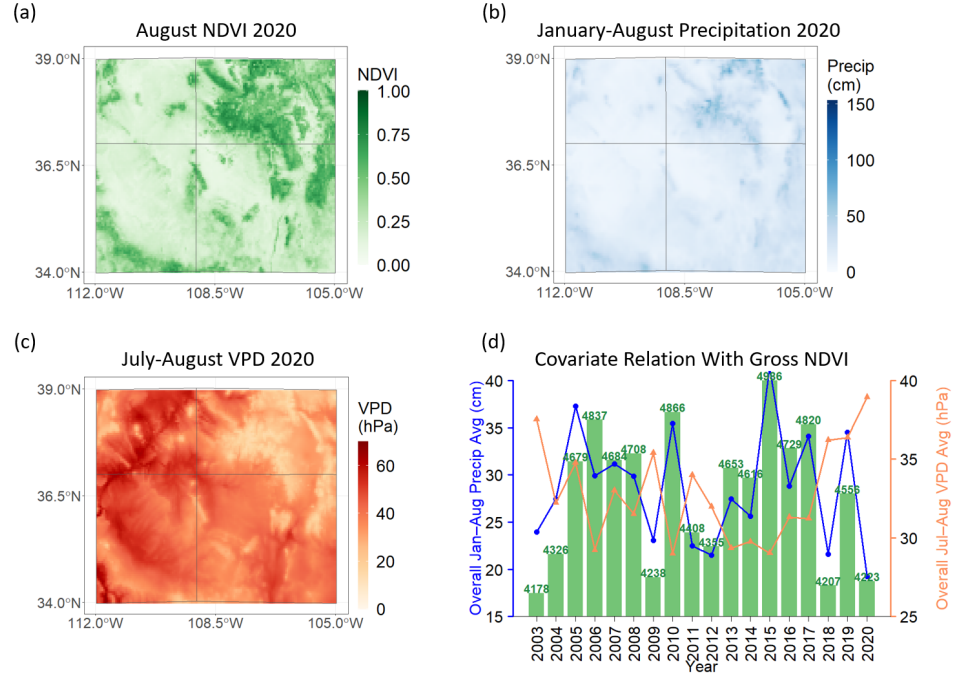 (a)
August NDVI 2020
39.0°N
36.5°N
34.0°N
112.0°W
108.5°W
105.0°W
NDVI
1.00
0.75
0.50
0.25
0.00
(b)
January-August Precipitation 2020
39.0°N
36.5°N
34.0°N
112.0°W
108.5°W
105.0°W
Precip
(cm)
150
100
50
0
(c)
July-August VPD 2020
39.0°N
36.5°N
34.0°N
112.0°W
108.5°W
105.0°W
VPD
(hPa)
60
40
20
0
(d)
Covariate Relation With Gross NDVI
Overall Jan–Aug Precip Avg (cm)
40
35
30
25
20
15
4178
4326
4679
4837
4684
4708
4238
4866
4408
4355
4653
4616
4936
4729
4820
4207
4556
4223
40
35
30
25
Overall Jul–Aug VPD Avg (hPa)
2003
2004
2005
2006
2007
2008
2009
2010
2011
2012
2013
2014
2015
2016
2017
2018
2019
2020
Year